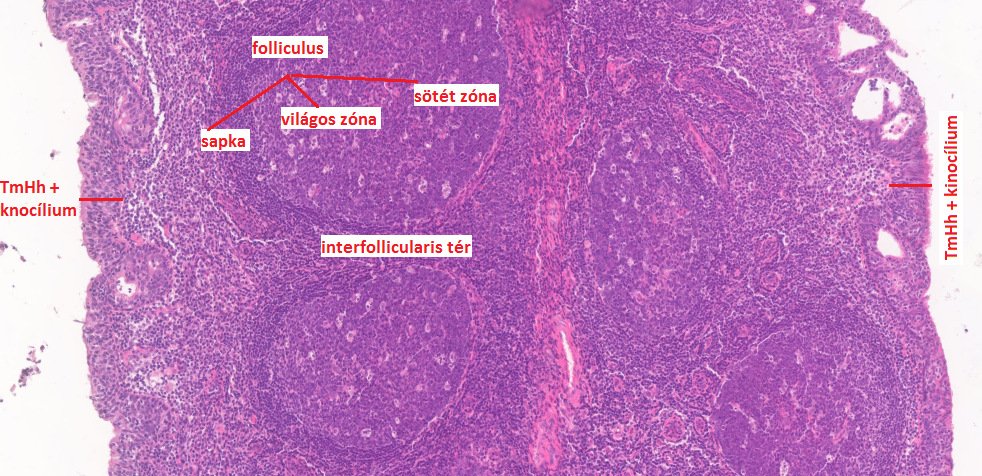 folliculus
sötét zóna
világos zóna
sapka
TmHh +
knocílium
TmHh + kinocílium
interfollicularis tér